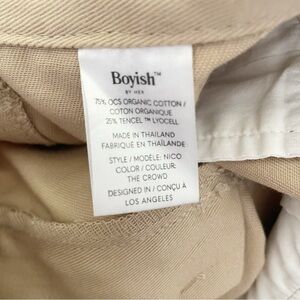 Boyish™
BY HER
75% OCS ORGANIC COTTON /
COTON ORGANIQUE
25% TENCEL™ LYOCELL
MADE IN THAILAND
FABRIQUÉ EN THAÏLANDE
STYLE / MODÈLE: NICO
COLOR / COULEUR:
THE CROWD
DESIGNED IN / CONÇU À
LOS ANGELES